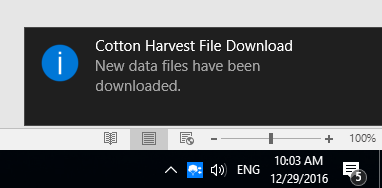 Cotton Harvest File Download
New data files have been
downloaded.
100%
ENG
10:03 AM
12/29/2016
5